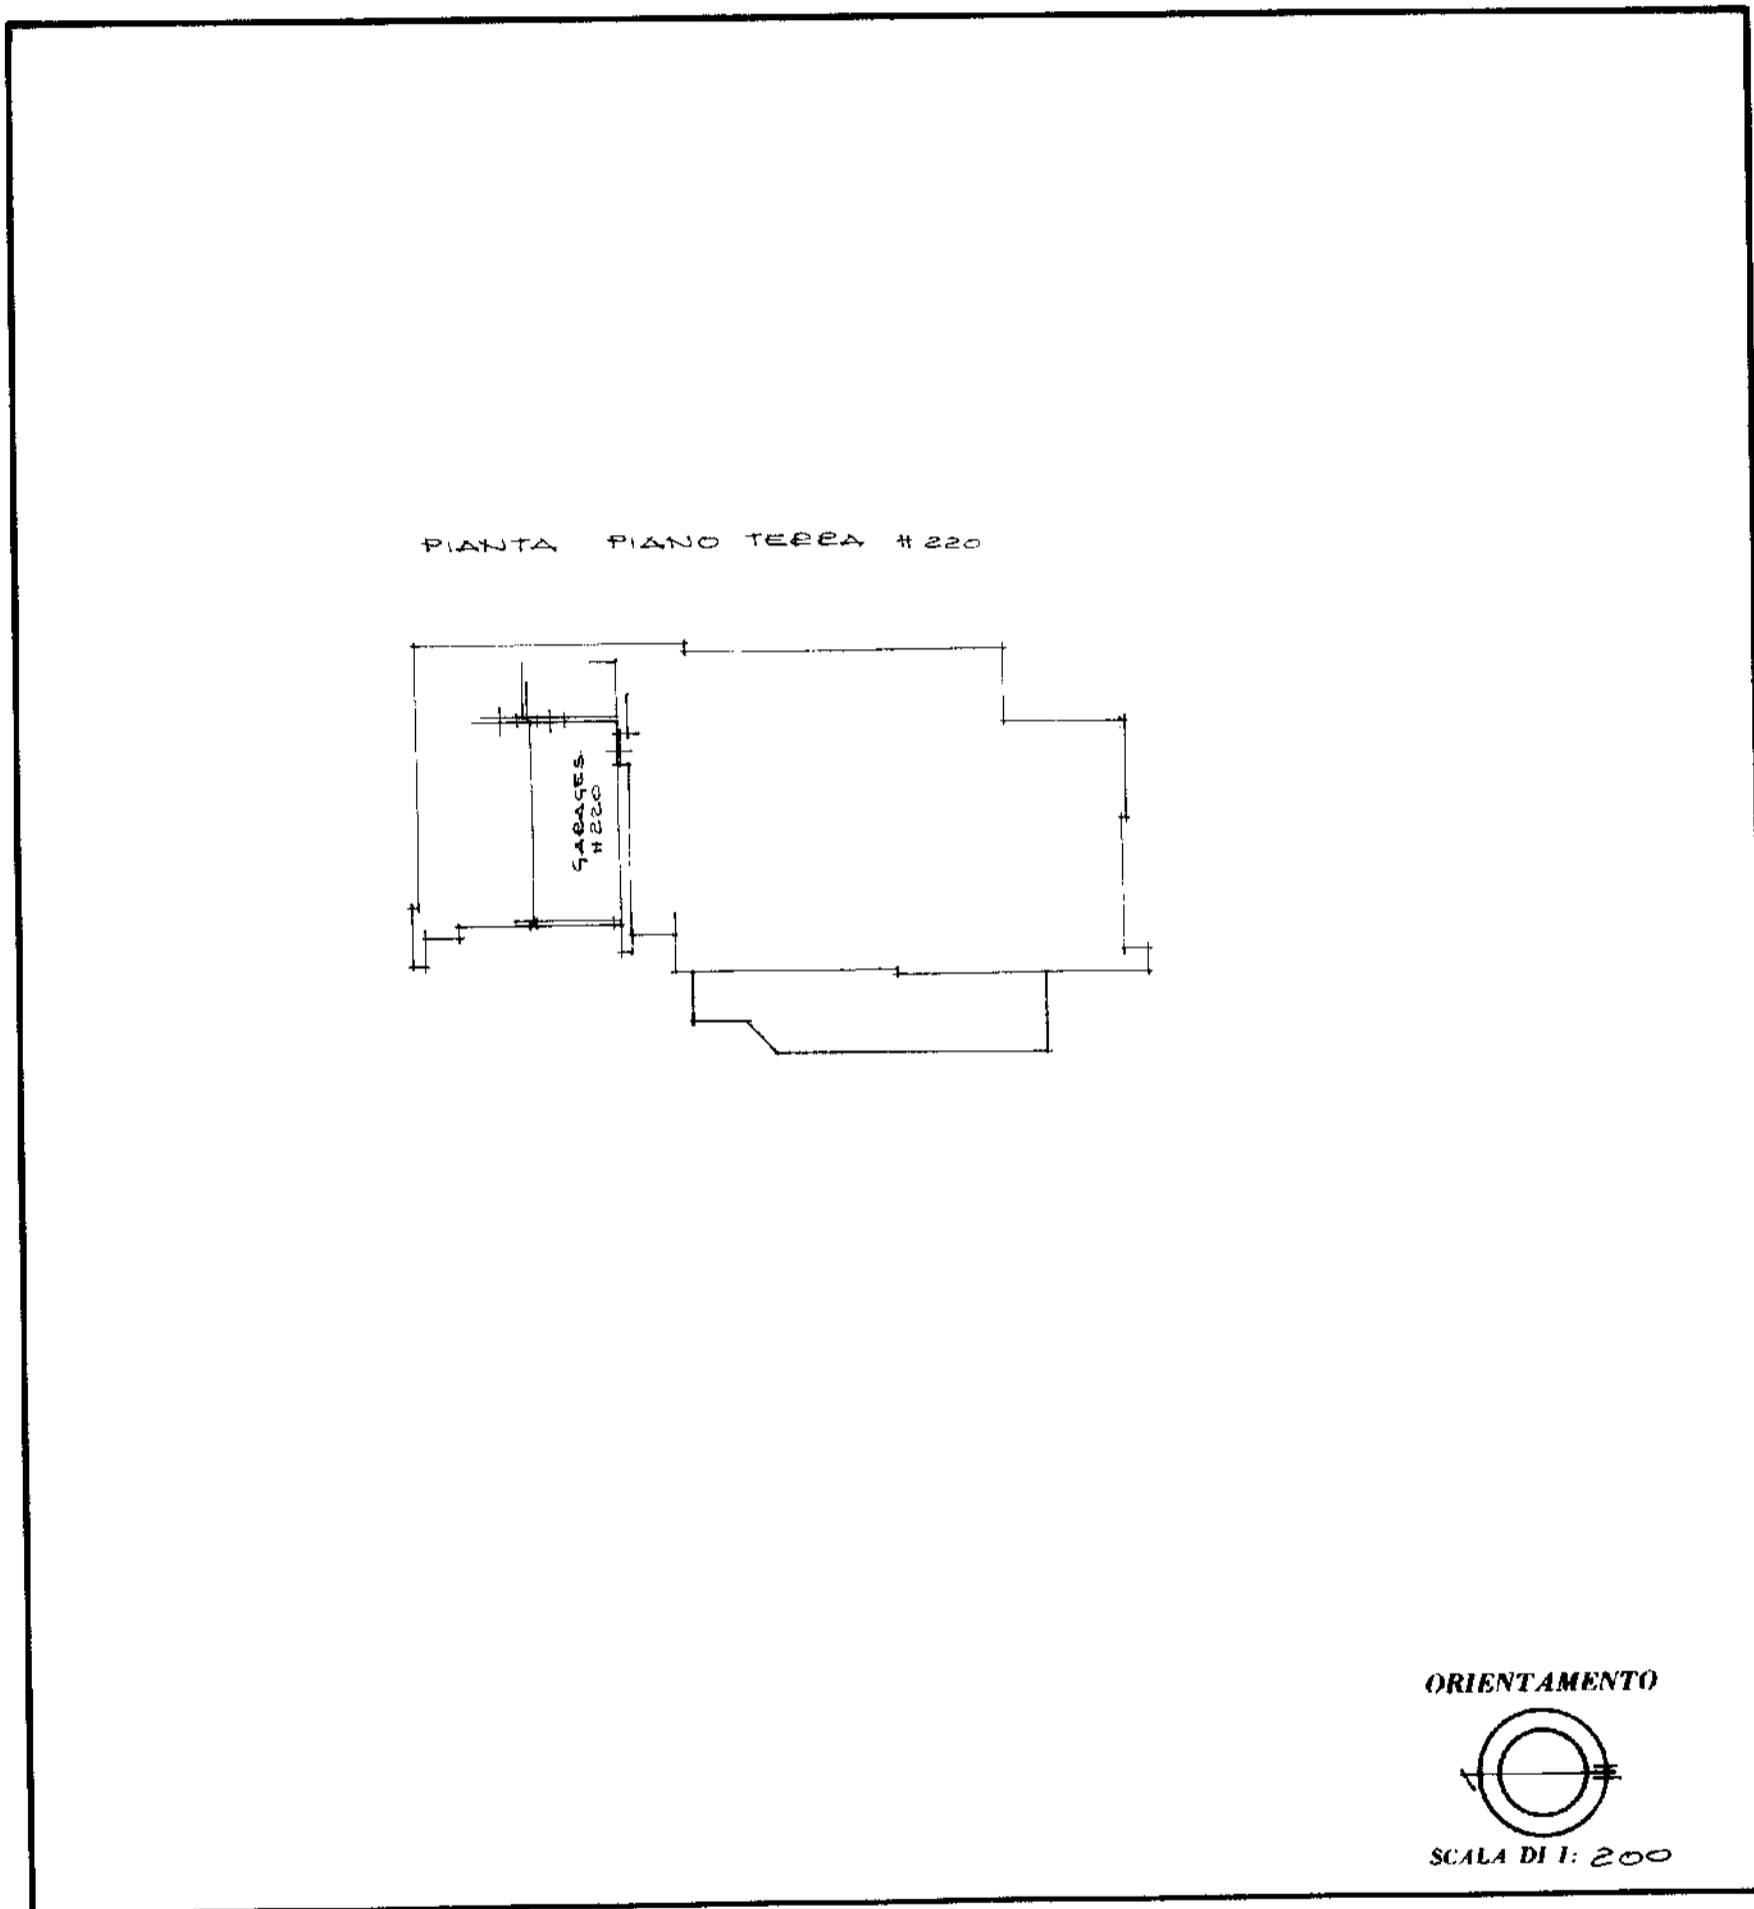 PIANTA PIANO TERRA H 220
GARAGES
H 220
ORIENTAMENTO
SCALA DI 1: 200